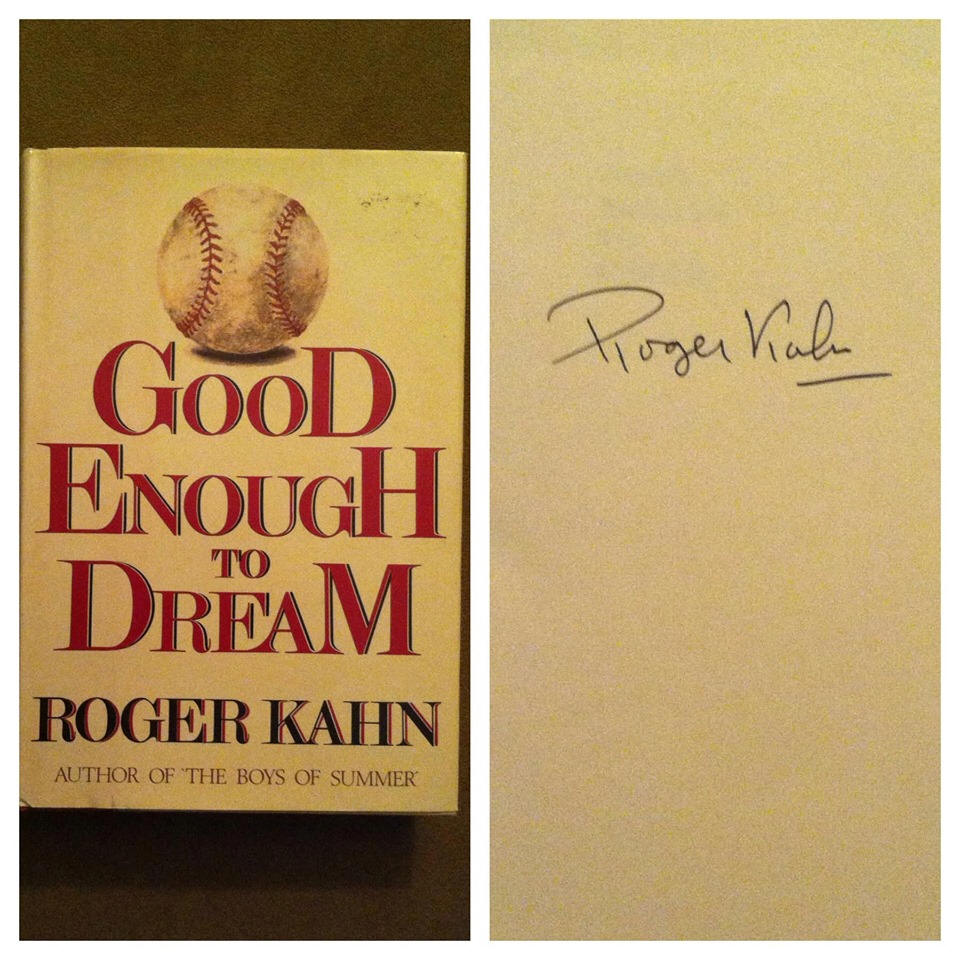 GOOD
ENOUGH
TO
DREAM
ROGER KAHN
AUTHOR OF 'THE BOYS OF SUMMER'
Roger Kahn